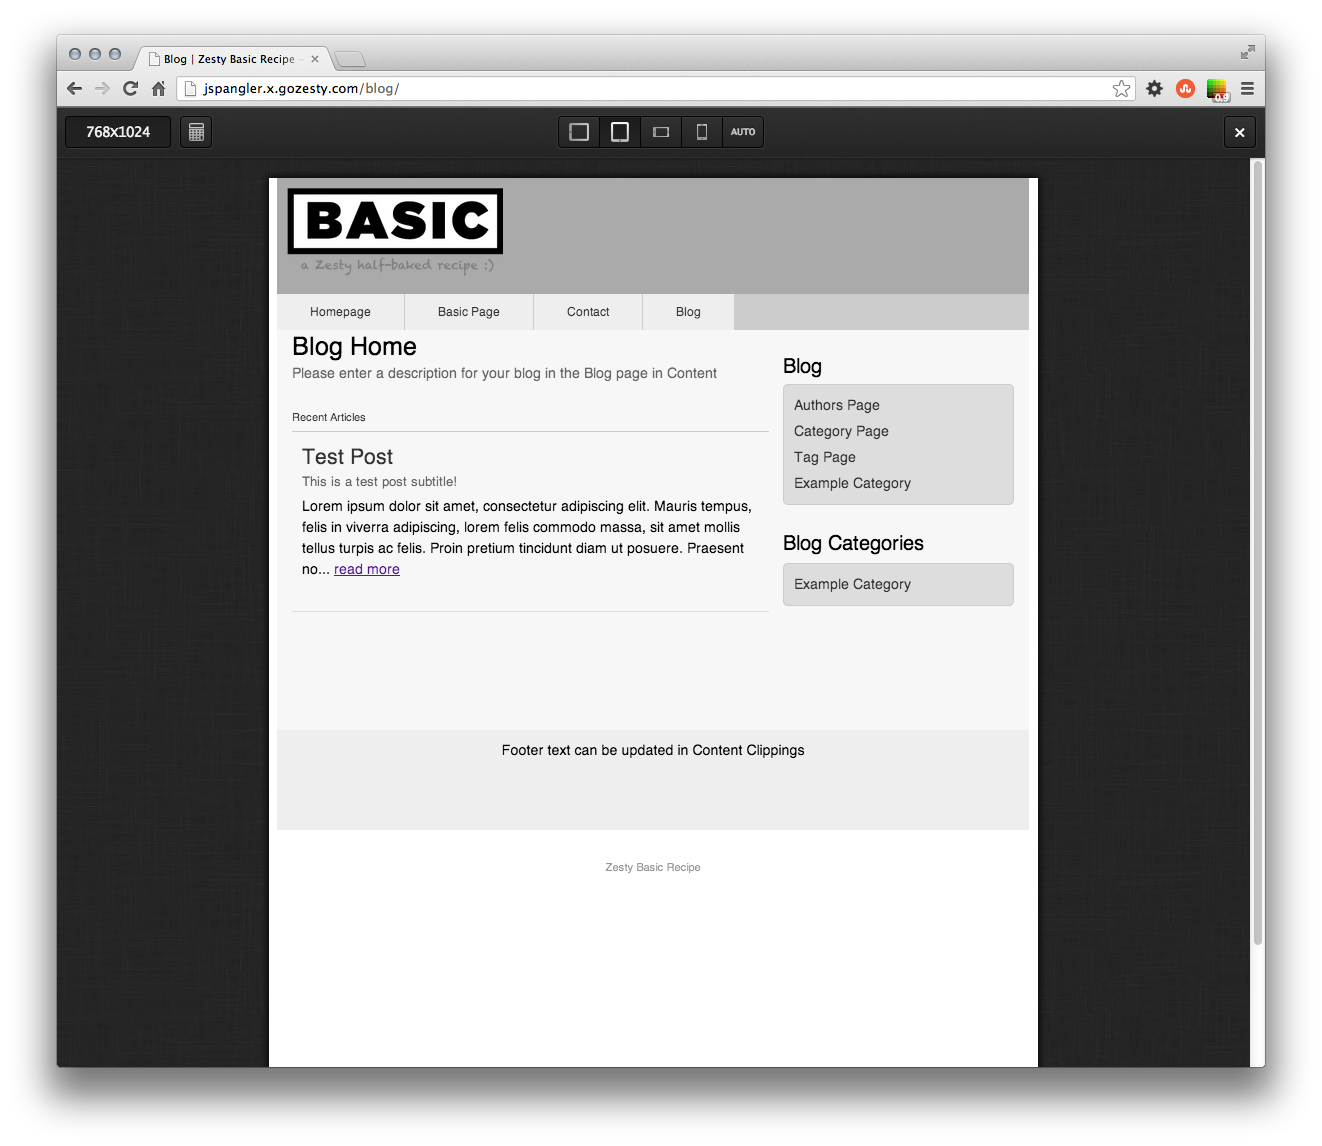 Blog | Zesty Basic Recipe -
jspangler.x.gozesty.com/blog/
0.9
768x1024
AUTO
BASIC
a Zesty half-baked recipe :)
Homepage
Basic Page
Contact
Blog
Blog Home
Please enter a description for your blog in the Blog page in Content
Recent Articles
Test Post
This is a test post subtitle!
Lorem ipsum dolor sit amet, consectetur adipiscing elit. Mauris tempus,
felis in viverra adipiscing, lorem felis commodo massa, sit amet mollis
tellus turpis ac felis. Proin pretium tincidunt diam ut posuere. Praesent
no... read more
Blog
Authors Page
Category Page
Tag Page
Example Category
Blog Categories
Example Category
Footer text can be updated in Content Clippings
Zesty Basic Recipe